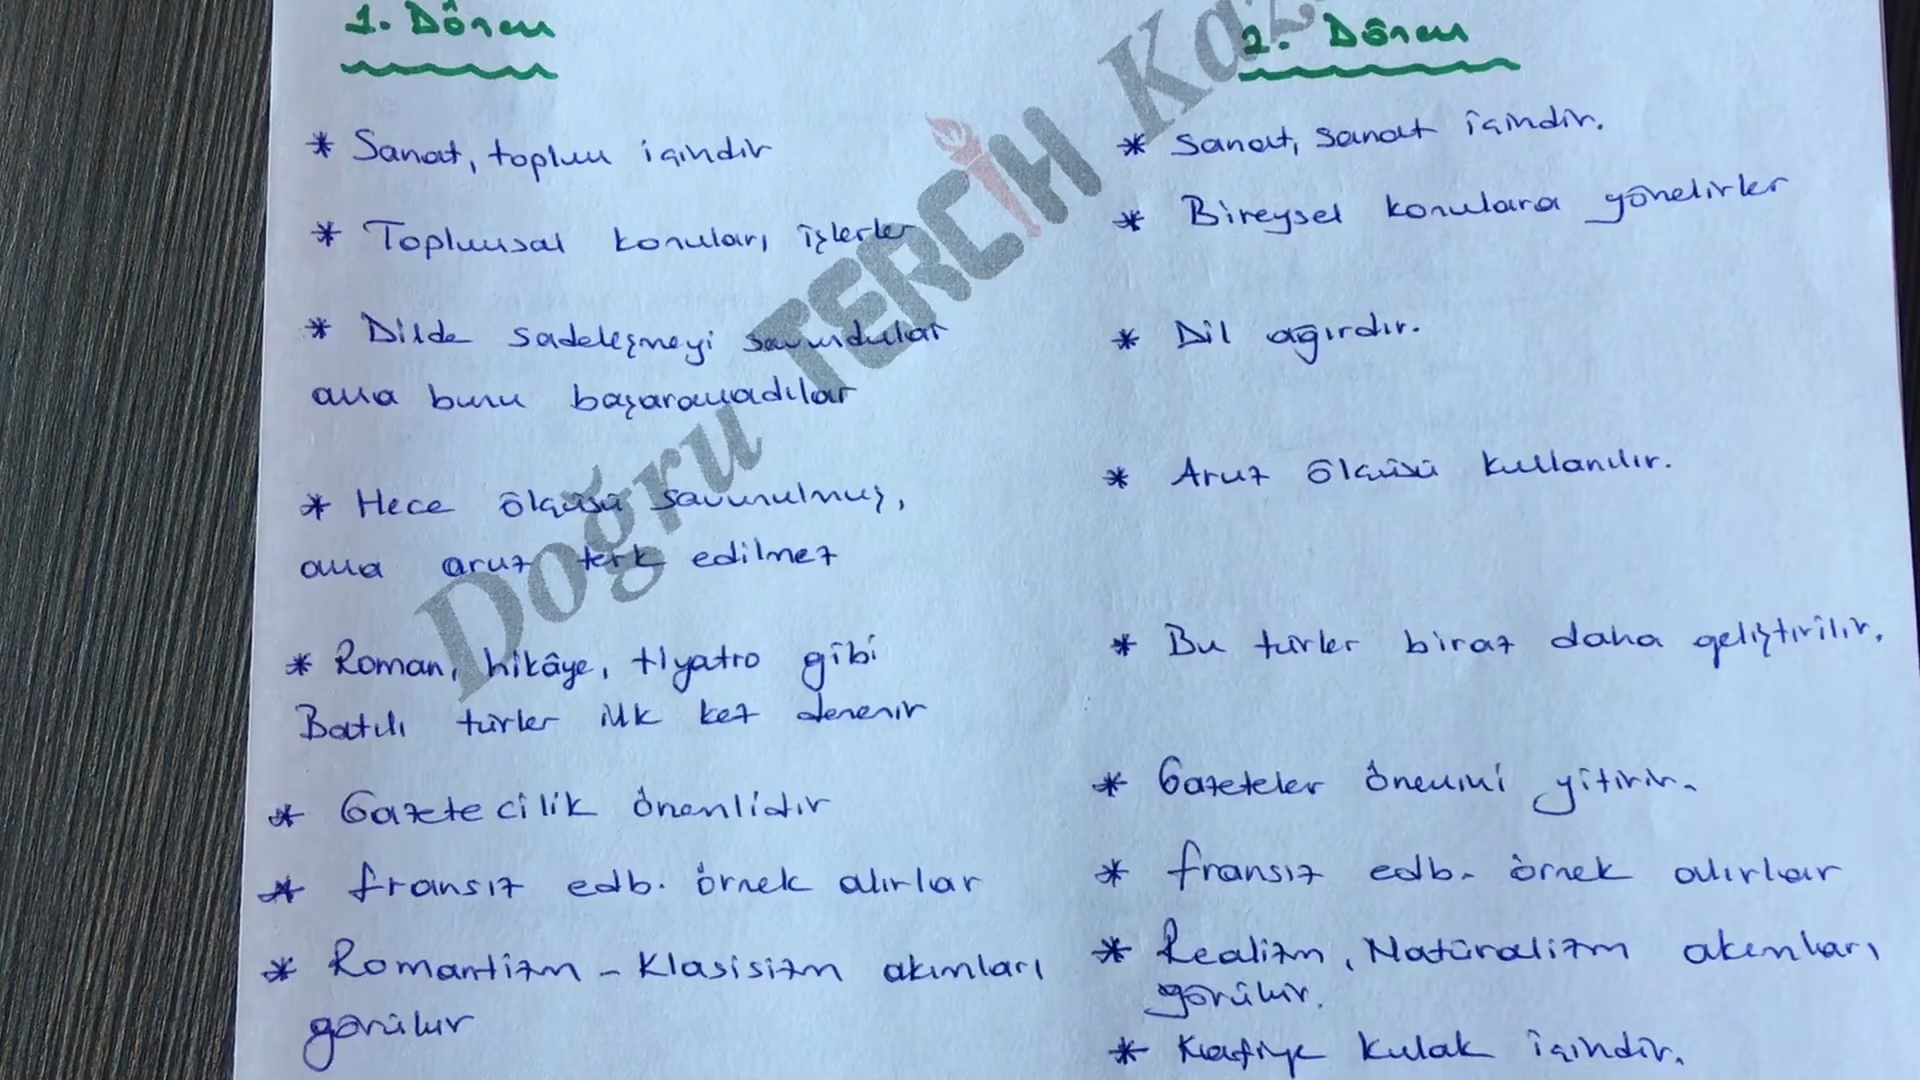 1. Dönem
* Sanat, toplum içindir
* Toplumsal konuları işlerler
* Dilde sadeleşmeyi savundular
ama bunu başaramadılar
* Hece ölçüsü savunulmuş,
ama aruz terk edilmez
* Roman, hikâye, tiyatro gibi
Batılı türler ilk kez denenir
* Gazetecilik önemlidir
* Fransız edb. örnek alırlar
* Romantizm - Klasisizm akımları
görülür
2. Dönem
* Sanat, sanat içindir.
* Bireysel konulara yönelirler
* Dil ağırdır.
* Aruz ölçüsü kullanılır.
* Bu türler biraz daha geliştirilir.
* Gazeteler önemini yitirir.
* Fransız edb. örnek alırlar
* Realizm, Natüralizm akımları
görülür.
* Kafiye kulak içindir.
Doğru TERCİH